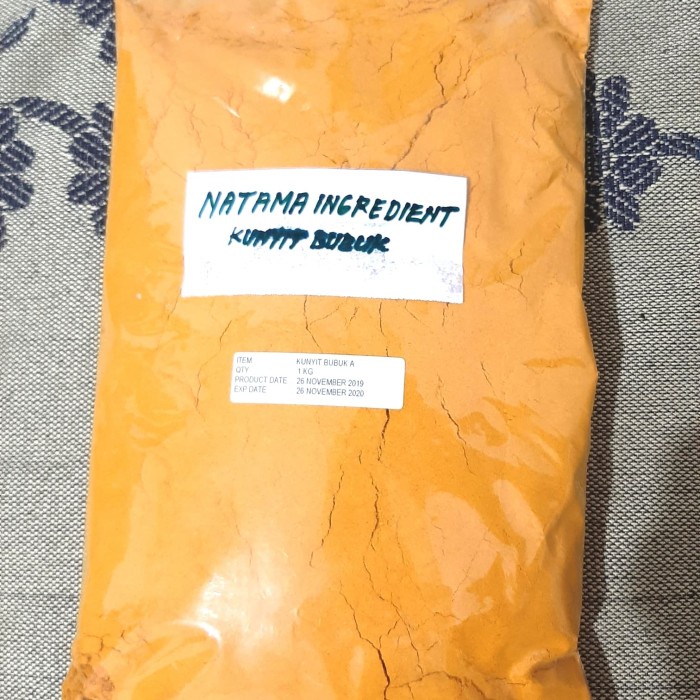 NATAMA INGREDIENT
KUNYIT BUBUK
ITEM KUNYIT BUBUK A
QTY 1 KG
PRODUCT DATE 26 NOVEMBER 2019
EXP DATE 26 NOVEMBER 2020